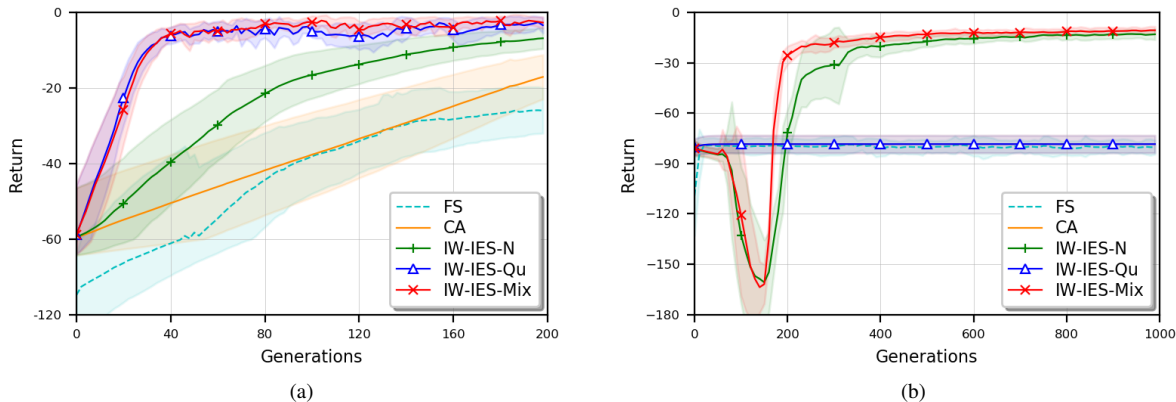 0
-20
-40
-60
-120
Return
FS
CA
IW-IES-N
IW-IES-Qu
IW-IES-Mix
0 40 80 120 160 200
Generations
(a)
0
-30
-60
-90
-120
-150
-180
Return
FS
CA
IW-IES-N
IW-IES-Qu
IW-IES-Mix
0 200 400 600 800 1000
Generations
(b)